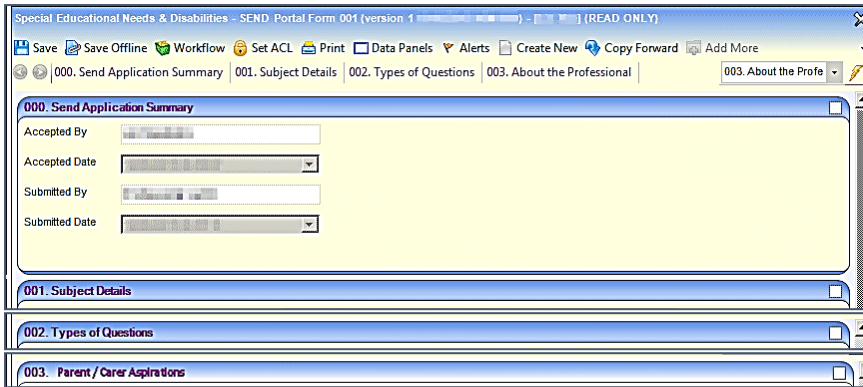 Special Educational Needs & Disabilities - SEND Portal Form 001 (version 1 ) - [ ] (READ ONLY)
Save Save Offline Workflow Set ACL Print Data Panels Alerts Create New Copy Forward Add More
000. Send Application Summary 001. Subject Details 002. Types of Questions 003. About the Professional 003. About the Profe
000. Send Application Summary
Accepted By
Accepted Date
Submitted By
Submitted Date
001. Subject Details
002. Types of Questions
003. Parent / Carer Aspirations